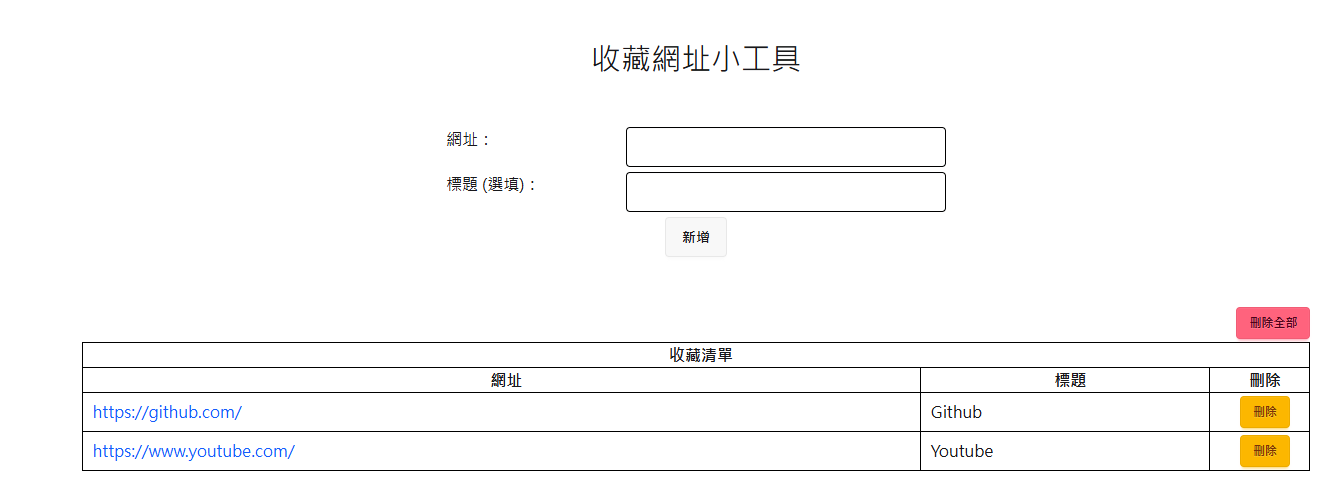 收藏網址小工具
網址：
標題 (選填)：
新增
刪除全部
收藏清單
網址 標題 刪除
https://github.com/ Github 刪除
https://www.youtube.com/ Youtube 刪除